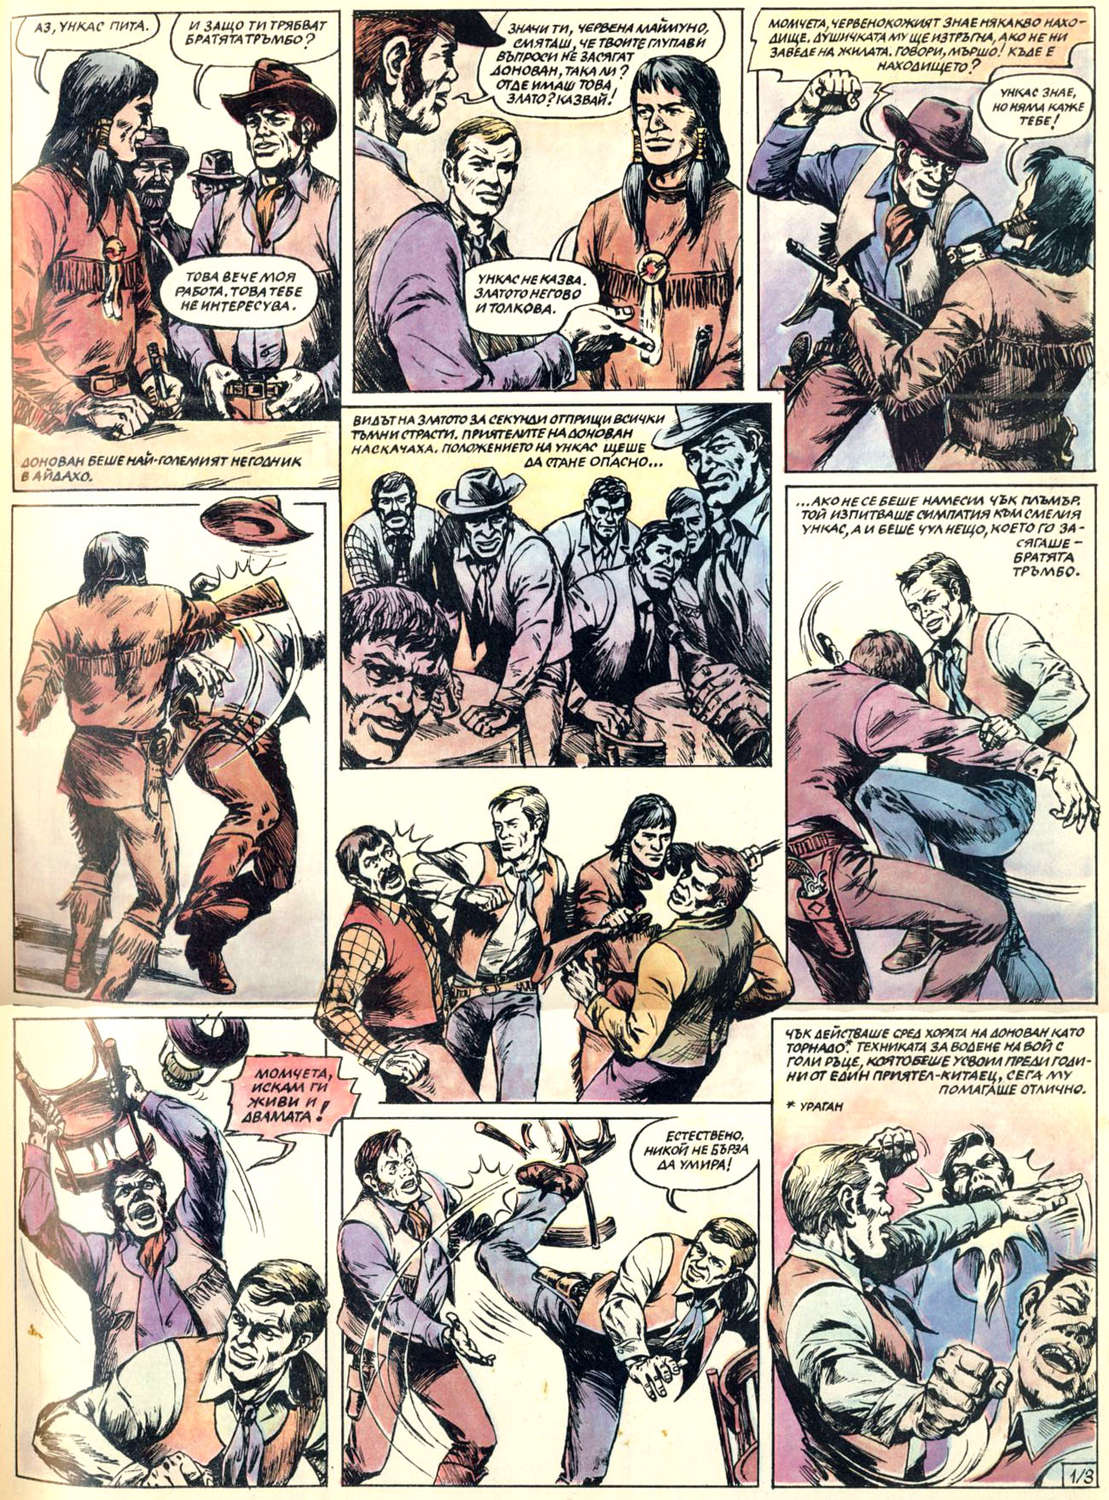 АЗ, УНКАС ПИТА.
И ЗАЩО ТИ ТРЯБВАТ
БРАТЯТА ТРЪМБО?
ТОВА ВЕЧЕ МОЯ
РАБОТА, ТОВА ТЕБЕ
НЕ ИНТЕРЕСУВА.
ДОНОВАН БЕШЕ НАЙ-ГОЛЕМИЯТ НЕГОДНИК
В АЙДАХО.
ЗНАЧИ ТИ, ЧЕРВЕНА МАЙМУНО,
СМЯТАШ, ЧЕ ТВОИТЕ ГЛУПАВИ
ВЪПРОСИ НЕ ЗАСЯГАТ
ДОНОВАН, ТАКА ЛИ?
ОТДЕ ИМАШ ТОВА
ЗЛАТО? КАЗВАЙ!
УНКАС НЕ КАЗВА.
ЗЛАТОТО НЕГОВО
И ТОЛКОВА.
МОМЧЕТА, ЧЕРВЕНОКОЖИЯТ ЗНАЕ НЯКАКВО НАХО-
ДИЩЕ. ДУШИЧКАТА МУ ЩЕ ИЗТРЪГНА, АКО НЕ НИ
ЗАВЕДЕ НА ЖИЛАТА. ГОВОРИ, МЪРШО! КЪДЕ Е
НАХОДИЩЕТО?
УНКАС ЗНАЕ,
НО НЯМА КАЖЕ
ТЕБЕ!
ВИДЪТ НА ЗЛАТОТО ЗА СЕКУНДИ ОТПРИЩИ ВСИЧКИ
ТЪМНИ СТРАСТИ. ПРИЯТЕЛИТЕ НА ДОНОВАН
НАСКАЧАХА. ПОЛОЖЕНИЕТО НА УНКАС ЩЕШЕ
ДА СТАНЕ ОПАСНО...
...АКО НЕ СЕ БЕШЕ НАМЕСИЛ ЧЪК ПЛЪМЪР.
ТОЙ ИЗПИТВАШЕ СИМПАТИЯ КЪМ СМЕЛИЯ
УНКАС, А И БЕШЕ ЧУЛ НЕЩО, КОЕТО ГО ЗА-
СЯГАШЕ -
БРАТЯТА
ТРЪМБО.
МОМЧЕТА,
ИСКАМ ГИ
ЖИВИ И
ДВАМАТА!
ЕСТЕСТВЕНО,
НИКОЙ НЕ БЪРЗА
ДА УМИРА!
ЧЪК ДЕЙСТВАШЕ СРЕД ХОРАТА НА ДОНОВАН КАТО
ТОРНАДО*. ТЕХНИКАТА ЗА ВОДЕНЕ НА БОЙ С
ГОЛИ РЪЦЕ, КОЯТО БЕШЕ УСВОИЛ ПРЕДИ ГОДИ-
НИ ОТ ЕДИН ПРИЯТЕЛ-КИТАЕЦ, СЕГА МУ
ПОМАГАШЕ ОТЛИЧНО.
* УРАГАН
1/3